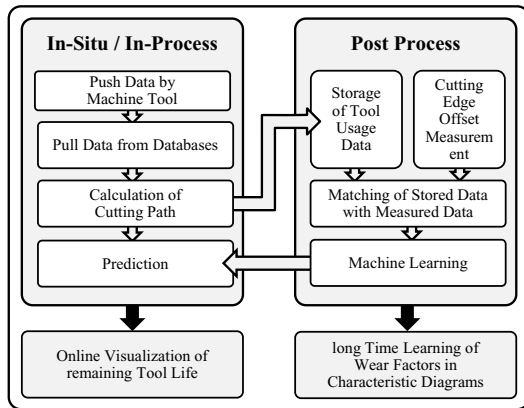 In-Situ / In-Process
Push Data by
Machine Tool
Pull Data from Databases
Calculation of
Cutting Path
Prediction
Online Visualization of
remaining Tool Life
Post Process
Storage
of Tool
Usage
Data
Cutting
Edge
Offset
Measurem
ent
Matching of Stored Data
with Measured Data
Machine Learning
long Time Learning of
Wear Factors in
Characteristic Diagrams